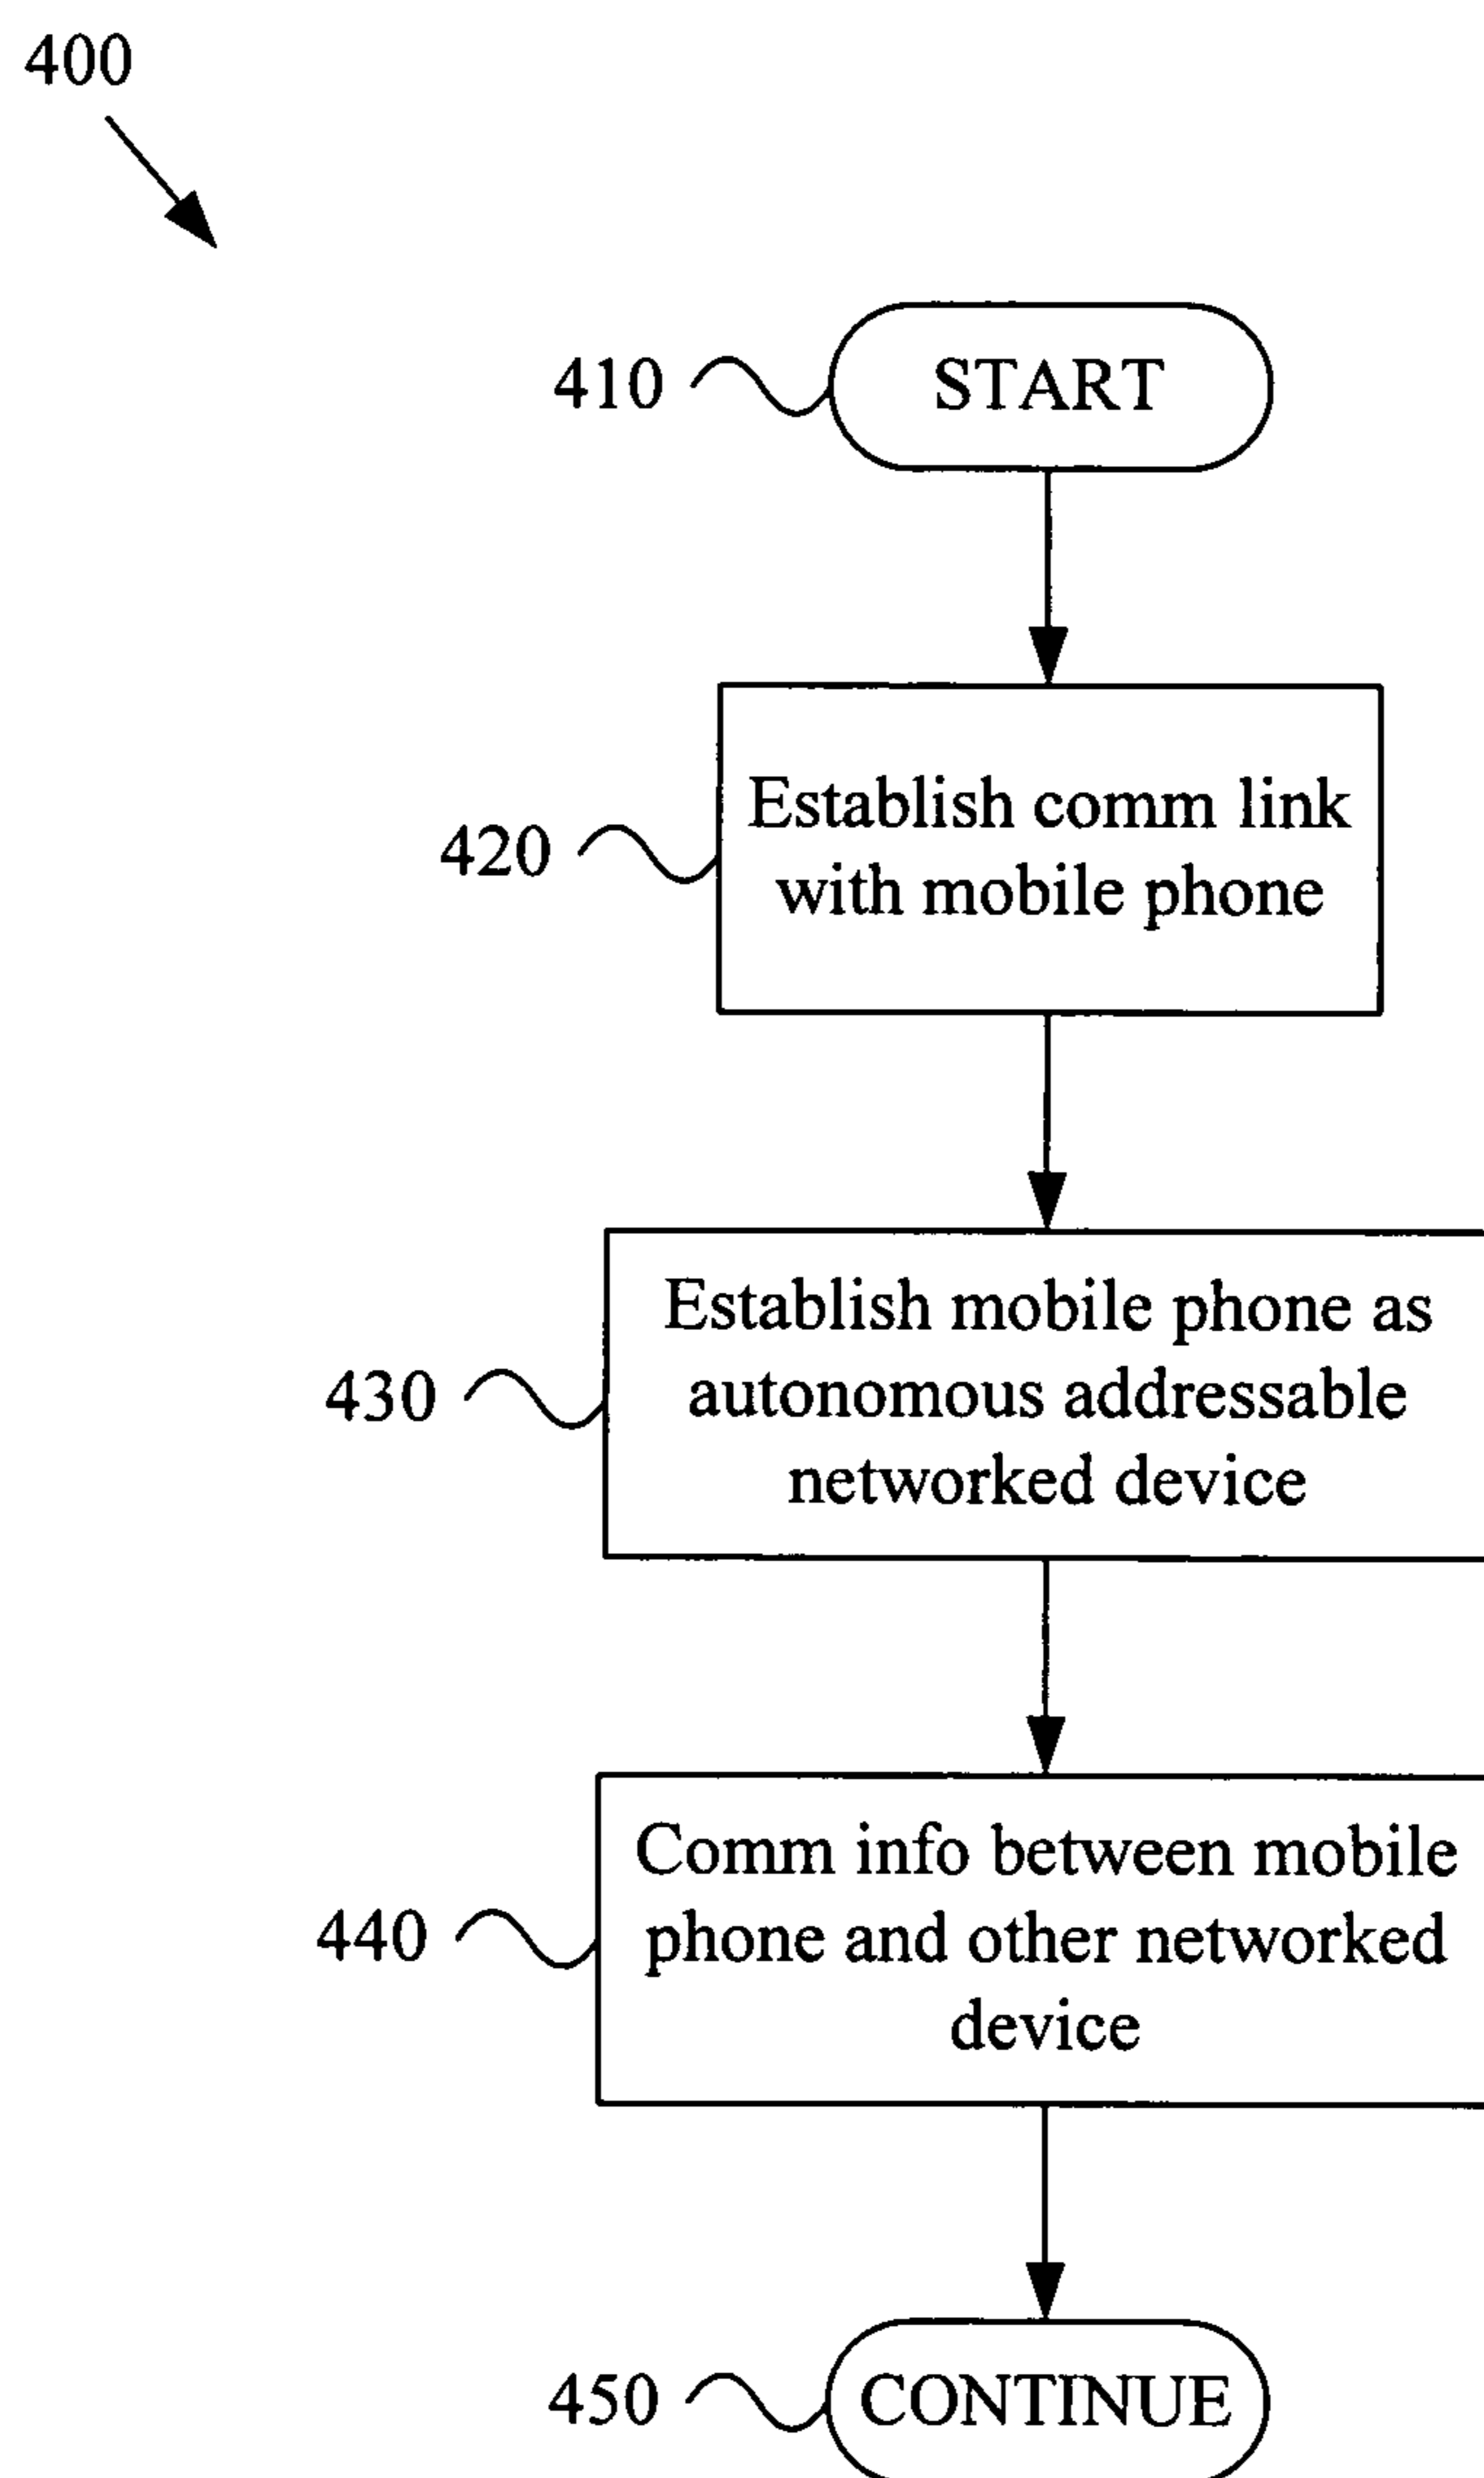 400
410
START
420
Establish comm link
with mobile phone
430
Establish mobile phone as
autonomous addressable
networked device
440
Comm info between mobile
phone and other networked
device
450
CONTINUE